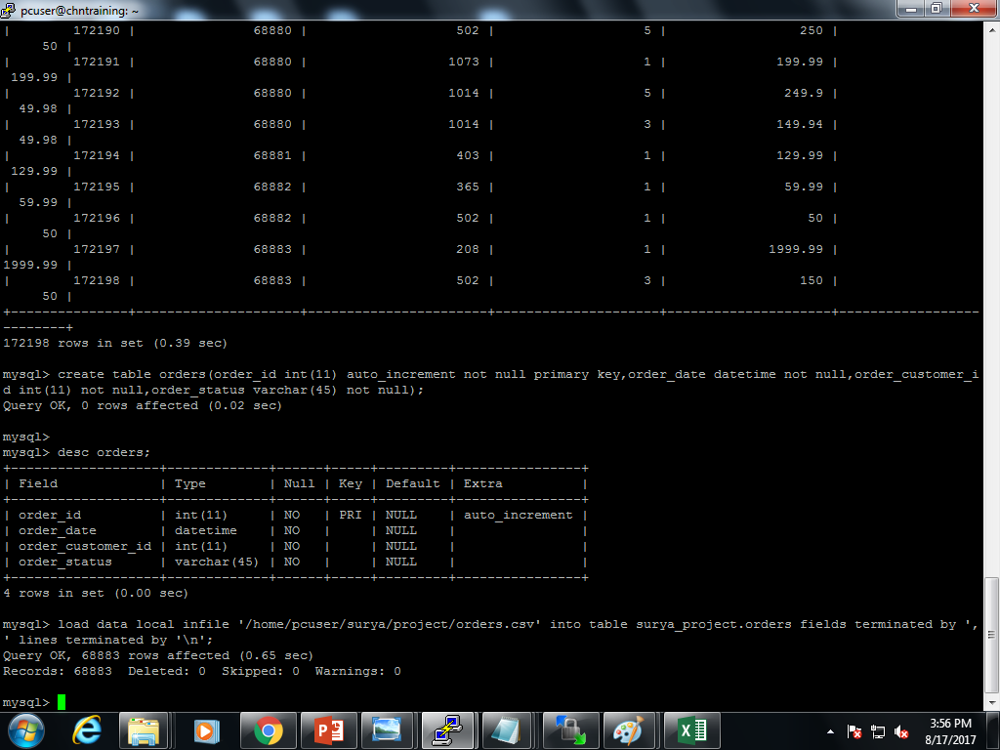 pcuser@chntraining: ~
| 172190 | 68880 | 502 | 5 | 250 |
50 |
| 172191 | 68880 | 1073 | 1 | 199.99 |
199.99 |
| 172192 | 68880 | 1014 | 5 | 249.9 |
49.98 |
| 172193 | 68880 | 1014 | 3 | 149.94 |
49.98 |
| 172194 | 68881 | 403 | 1 | 129.99 |
129.99 |
| 172195 | 68882 | 365 | 1 | 59.99 |
59.99 |
| 172196 | 68882 | 502 | 1 | 50 |
50 |
| 172197 | 68883 | 208 | 1 | 1999.99 |
1999.99 |
| 172198 | 68883 | 502 | 3 | 150 |
50 |
+---------------+---------------------+-----------------------+---------------------+---------------------+------------------
--------+
172198 rows in set (0.39 sec)
mysql> create table orders(order_id int(11) auto_increment not null primary key,order_date datetime not null,order_customer_i
d int(11) not null,order_status varchar(45) not null);
Query OK, 0 rows affected (0.02 sec)
mysql>
mysql> desc orders;
+-------------------+-------------+------+-----+---------+----------------+
| Field | Type | Null | Key | Default | Extra |
+-------------------+-------------+------+-----+---------+----------------+
| order_id | int(11) | NO | PRI | NULL | auto_increment |
| order_date | datetime | NO | | NULL | |
| order_customer_id | int(11) | NO | | NULL | |
| order_status | varchar(45) | NO | | NULL | |
+-------------------+-------------+------+-----+---------+----------------+
4 rows in set (0.00 sec)
mysql> load data local infile '/home/pcuser/surya/project/orders.csv' into table surya_project.orders fields terminated by ',
' lines terminated by '\n';
Query OK, 68883 rows affected (0.65 sec)
Records: 68883 Deleted: 0 Skipped: 0 Warnings: 0
mysql>
3:56 PM
8/17/2017